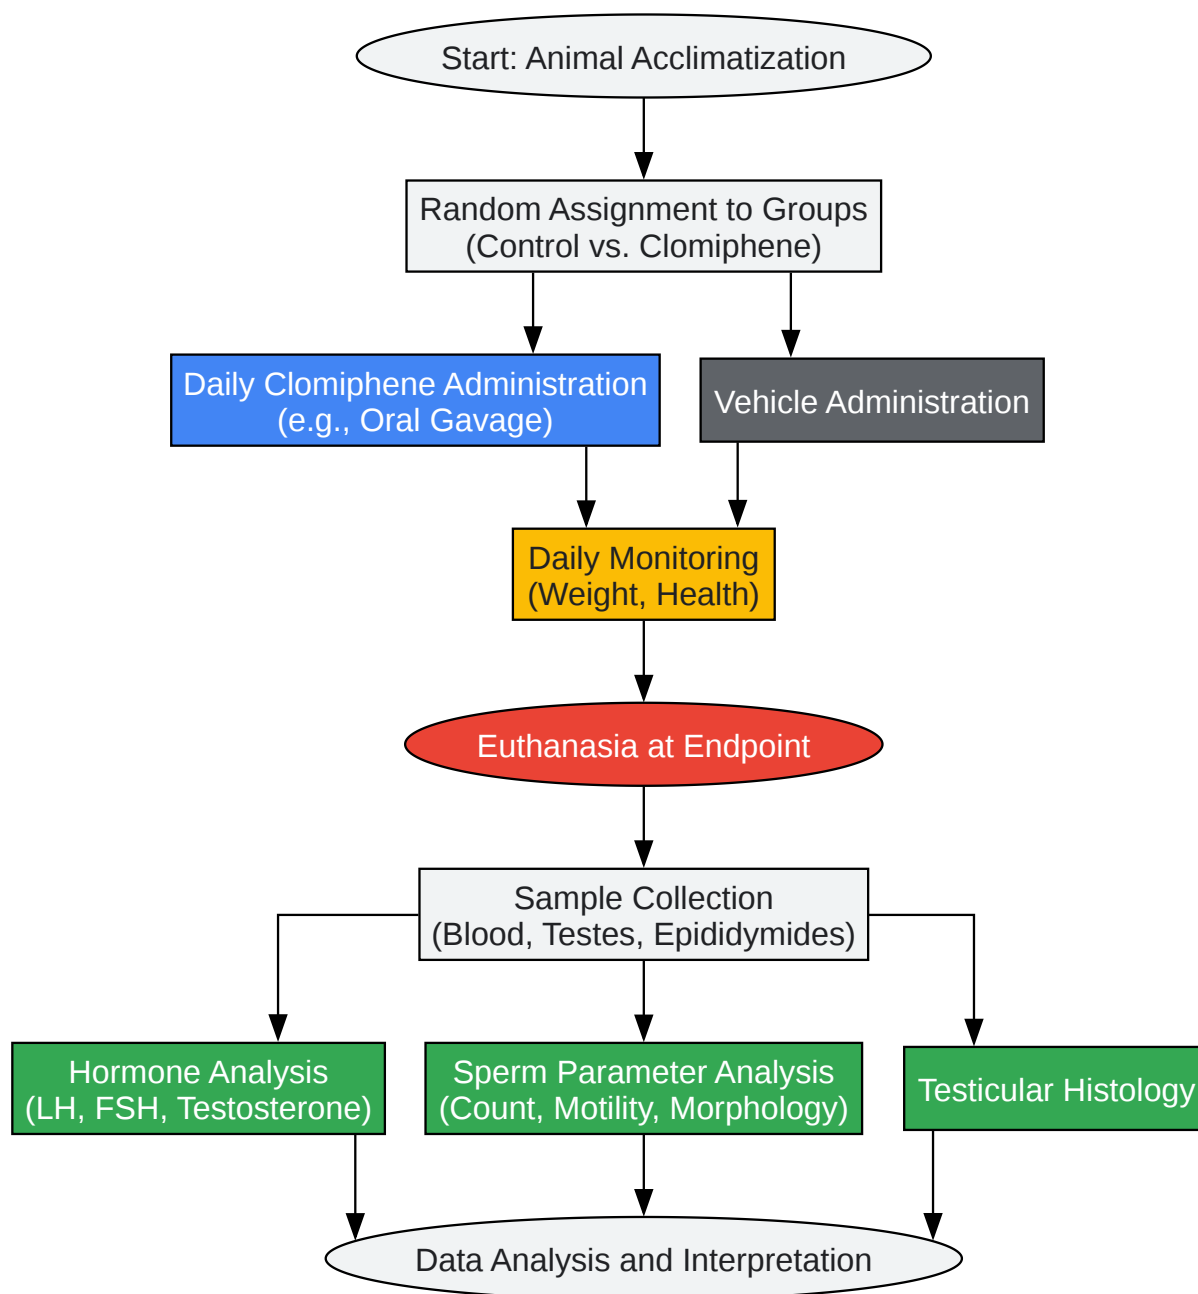 Start: Animal Acclimatization
Random Assignment to Groups
(Control vs. Clomiphene)
Daily Clomiphene Administration
(e.g., Oral Gavage)
Vehicle Administration
Daily Monitoring
(Weight, Health)
Euthanasia at Endpoint
Sample Collection
(Blood, Testes, Epididymides)
Hormone Analysis
(LH, FSH, Testosterone)
Sperm Parameter Analysis
(Count, Motility, Morphology)
Testicular Histology
Data Analysis and Interpretation